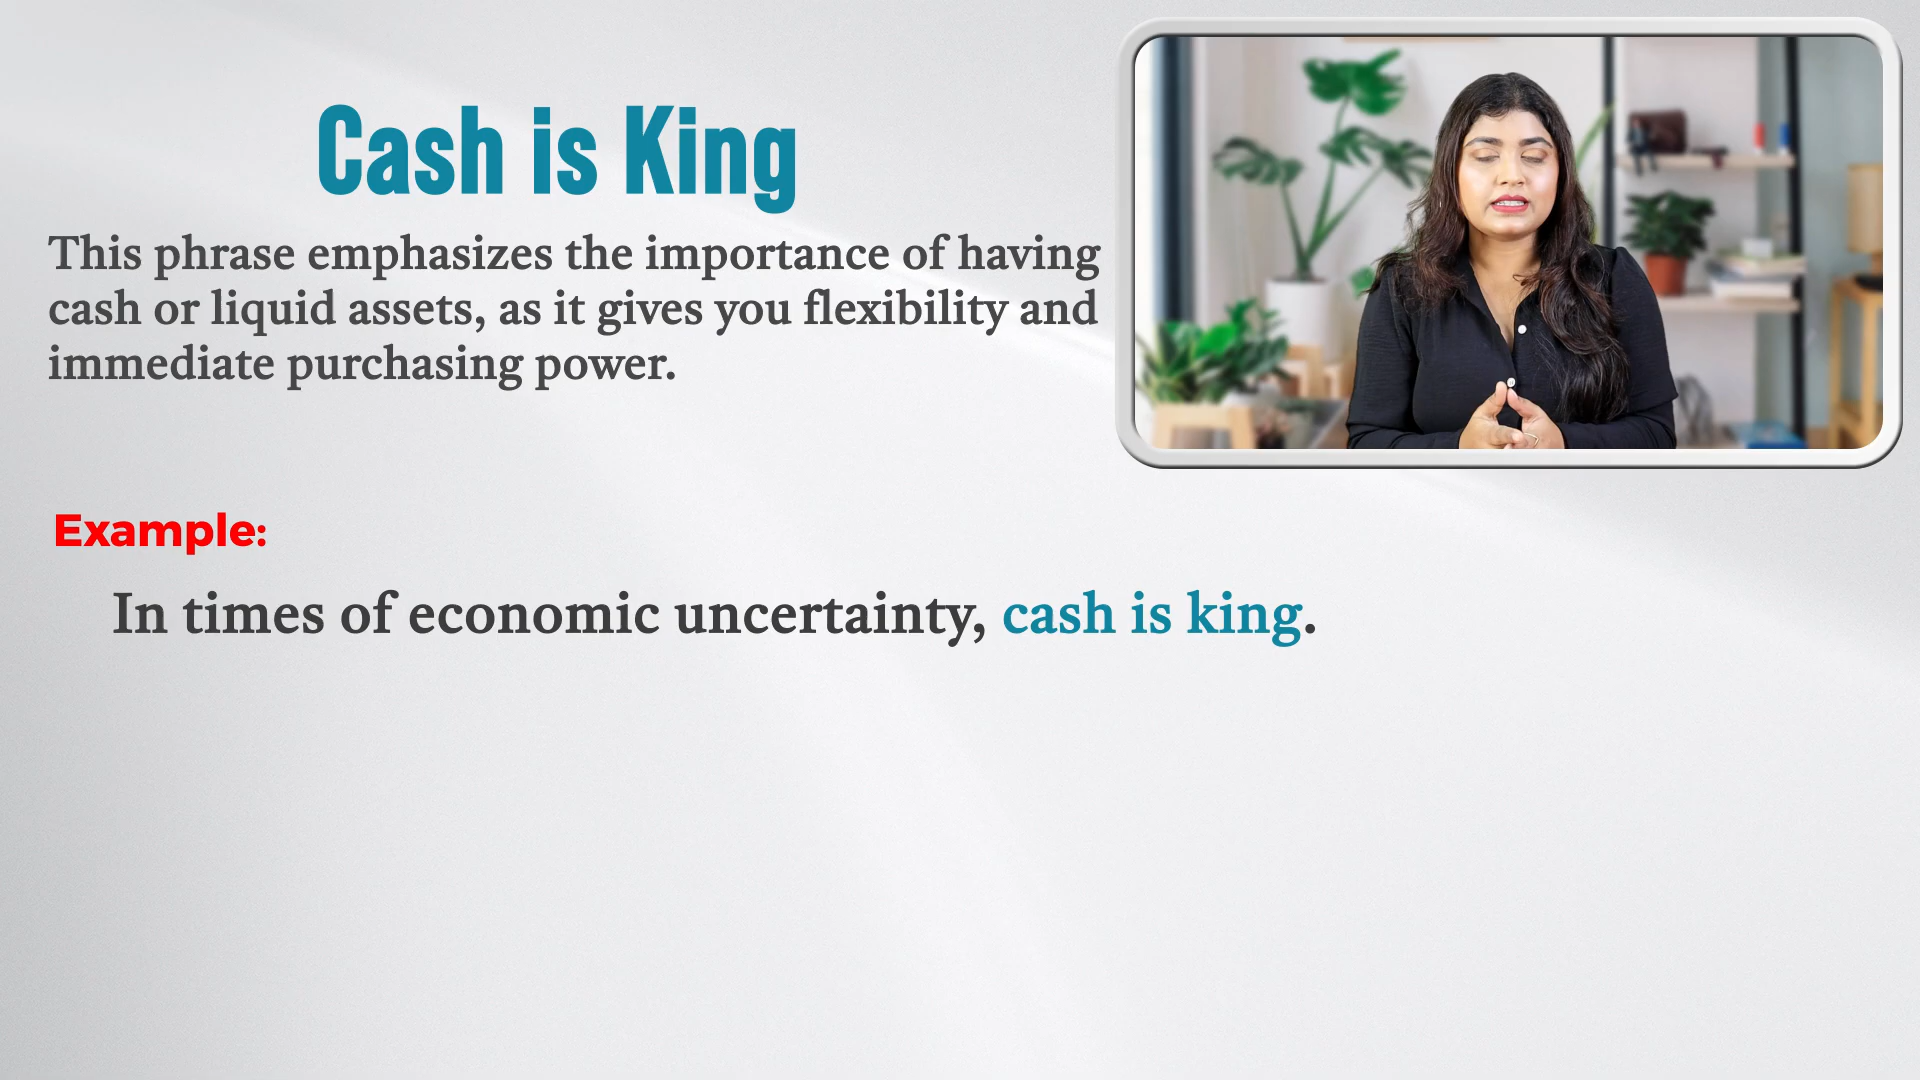 Cash is King
This phrase emphasizes the importance of having
cash or liquid assets, as it gives you flexibility and
immediate purchasing power.
Example:
In times of economic uncertainty, cash is king.